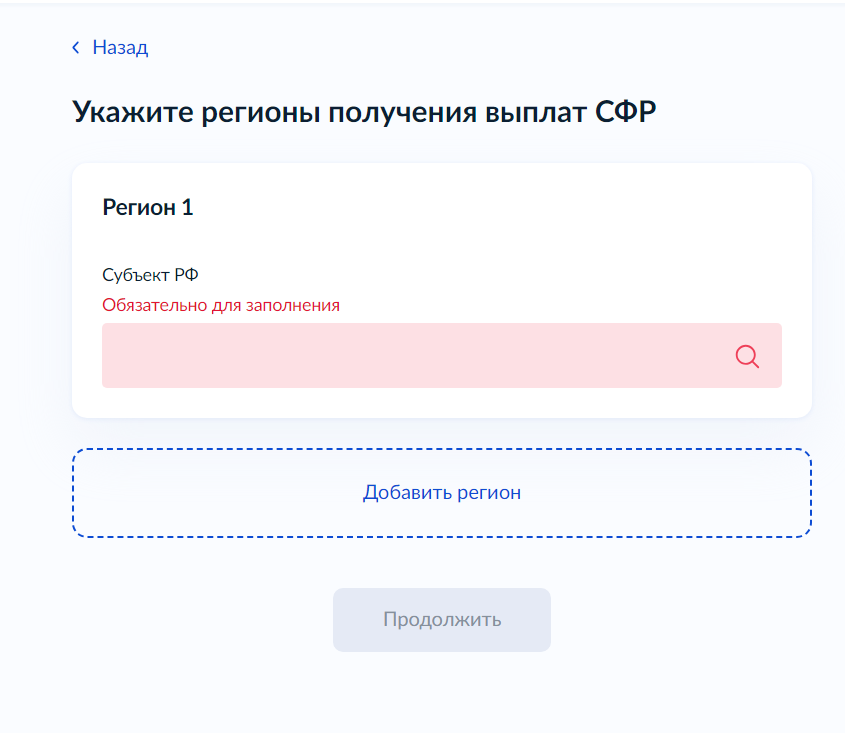 Назад
Укажите регионы получения выплат СФР
Регион 1
Субъект РФ
Обязательно для заполнения
Добавить регион
Продолжить